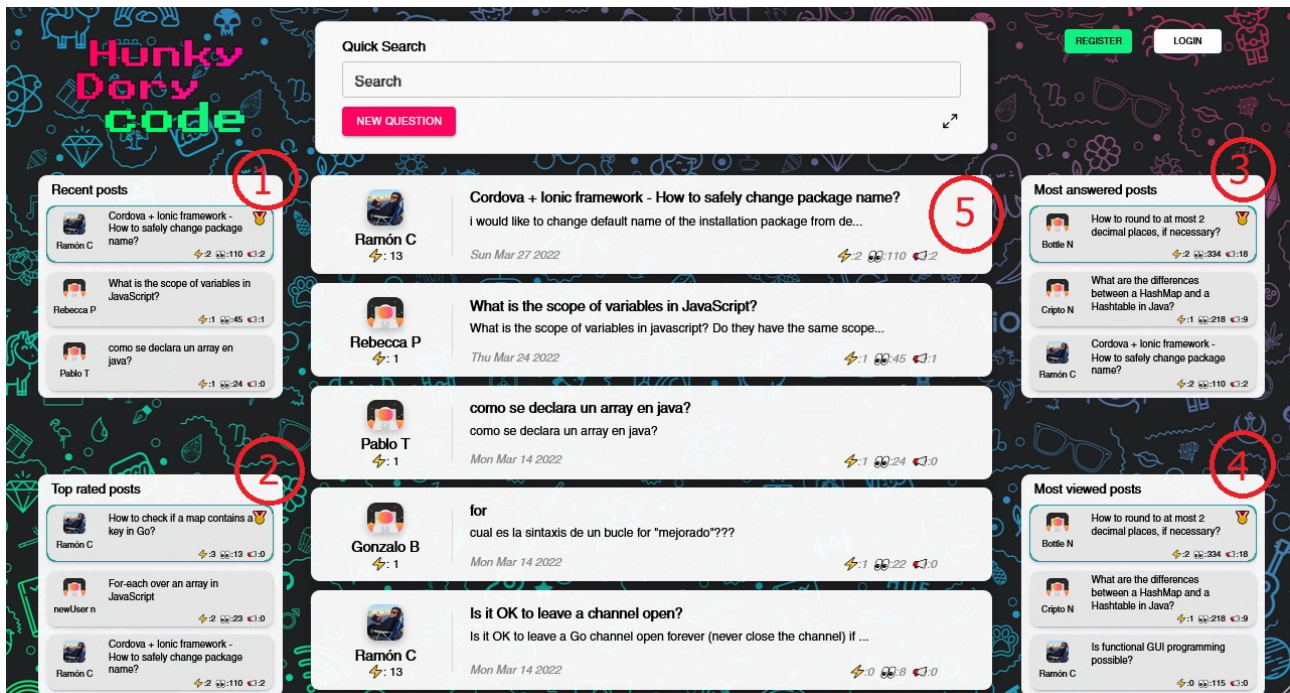 Hunky
Dory
code
Quick Search
Search
NEW QUESTION
REGISTER
LOGIN
1
Recent posts
Cordova + Ionic framework -
How to safely change package
name?
Ramón C
:2 :110 :2
What is the scope of variables in
JavaScript?
Rebecca P
:1 :45 :1
como se declara un array en
java?
Pablo T
:1 :24 :0
2
Top rated posts
How to check if a map contains a
key in Go?
Ramón C
:3 :13 :0
For-each over an array in
JavaScript
newUser n
:2 :23 :0
Cordova + Ionic framework -
How to safely change package
name?
Ramón C
:2 :110 :2
5
Cordova + Ionic framework - How to safely change package name?
i would like to change default name of the installation package from de...
Ramón C
: 13
Sun Mar 27 2022
:2 :110 :2
What is the scope of variables in JavaScript?
What is the scope of variables in javascript? Do they have the same scope...
Rebecca P
: 1
Thu Mar 24 2022
:1 :45 :1
como se declara un array en java?
como se declara un array en java?
Pablo T
: 1
Mon Mar 14 2022
:1 :24 :0
for
cual es la sintaxis de un bucle for "mejorado"???
Gonzalo B
: 1
Mon Mar 14 2022
:1 :22 :0
Is it OK to leave a channel open?
Is it OK to leave a Go channel open forever (never close the channel) if ...
Ramón C
: 13
Mon Mar 14 2022
:0 :8 :0
3
Most answered posts
How to round to at most 2
decimal places, if necessary?
Bottle N
:2 :334 :18
What are the differences
between a HashMap and a
Hashtable in Java?
Cripto N
:1 :218 :9
Cordova + Ionic framework -
How to safely change package
name?
Ramón C
:2 :110 :2
4
Most viewed posts
How to round to at most 2
decimal places, if necessary?
Bottle N
:2 :334 :18
What are the differences
between a HashMap and a
Hashtable in Java?
Cripto N
:1 :218 :9
Is functional GUI programming
possible?
Ramón C
:0 :115 :0